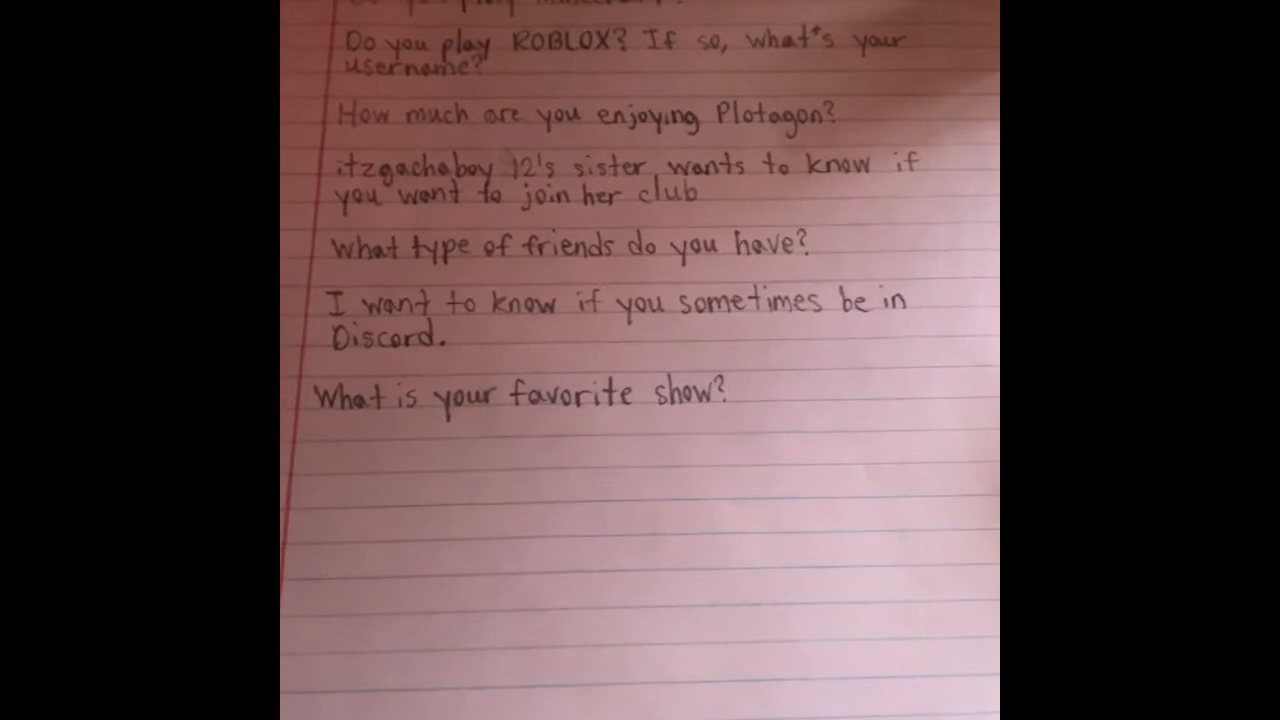 Do you play ROBLOX? If so, what's your
username?
How much are you enjoying Plotagon?
itzgachaboy 12's sister wants to know if
you want to join her club
What type of friends do you have?
I want to know if you sometimes be in
Discord.
What is your favorite show?